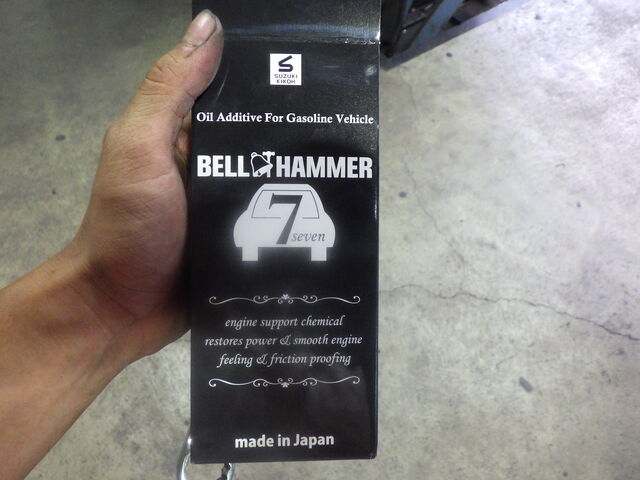 SUZUKI
KIKOH
Oil Additive For Gasoline Vehicle
BELL HAMMER
7
seven
engine support chemical
restores power & smooth engine
feeling & friction proofing
made in Japan